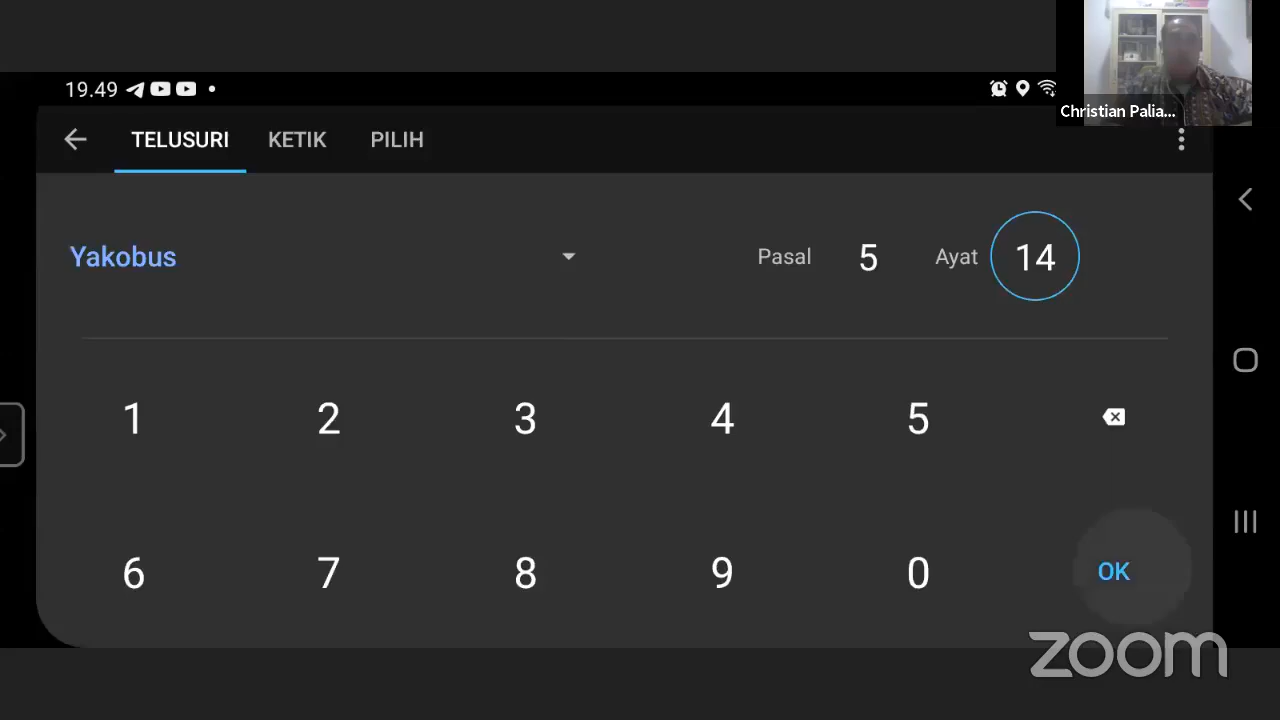 19.49
Christian Palia...
TELUSURI KETIK PILIH
Yakobus Pasal 5 Ayat 14
1 2 3 4 5
6 7 8 9 0 OK
zoom